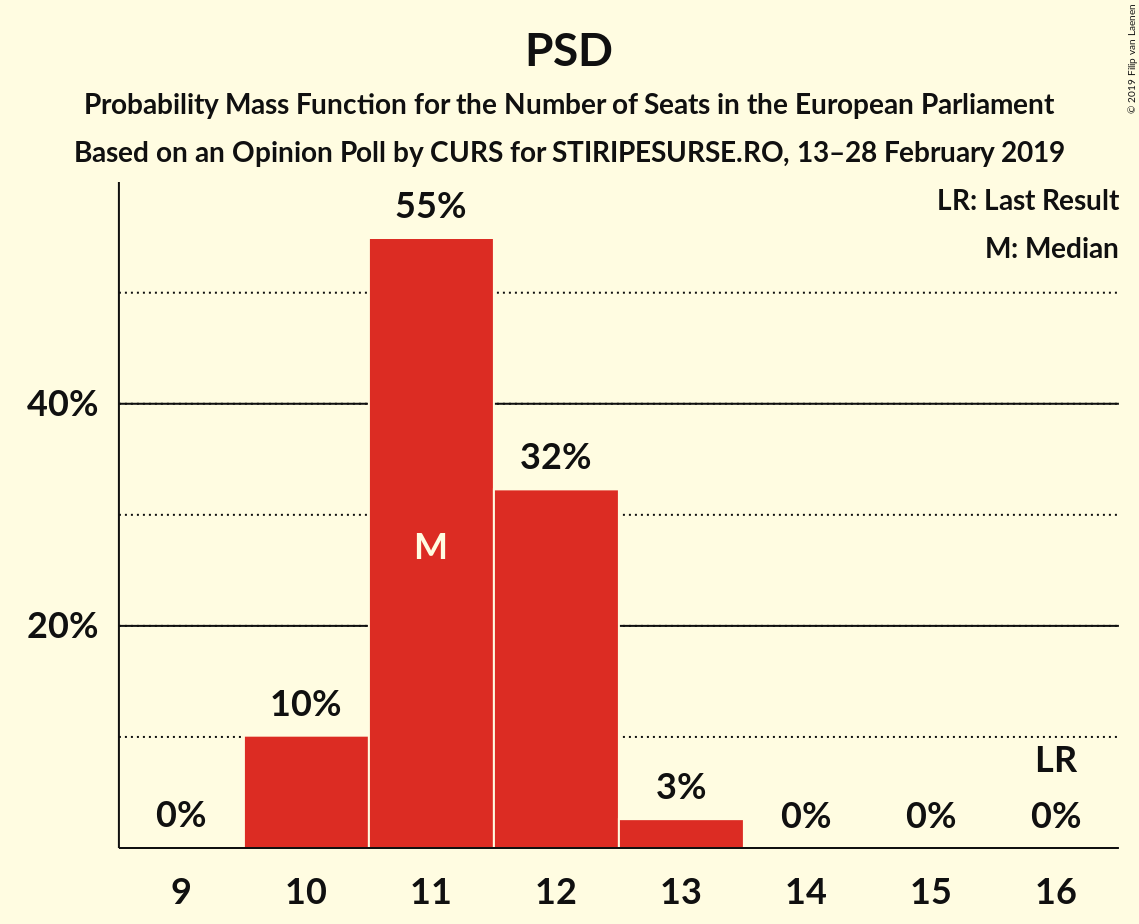 PSD
Probability Mass Function for the Number of Seats in the European Parliament
Based on an Opinion Poll by CURS for STIRIPESURSE.RO, 13–28 February 2019
© 2019 Filip van Laenen
LR: Last Result
M: Median
55%
40%
32%
M
20%
10%
3%
LR
0%
0%
0%
0%
9 10 11 12 13 14 15 16